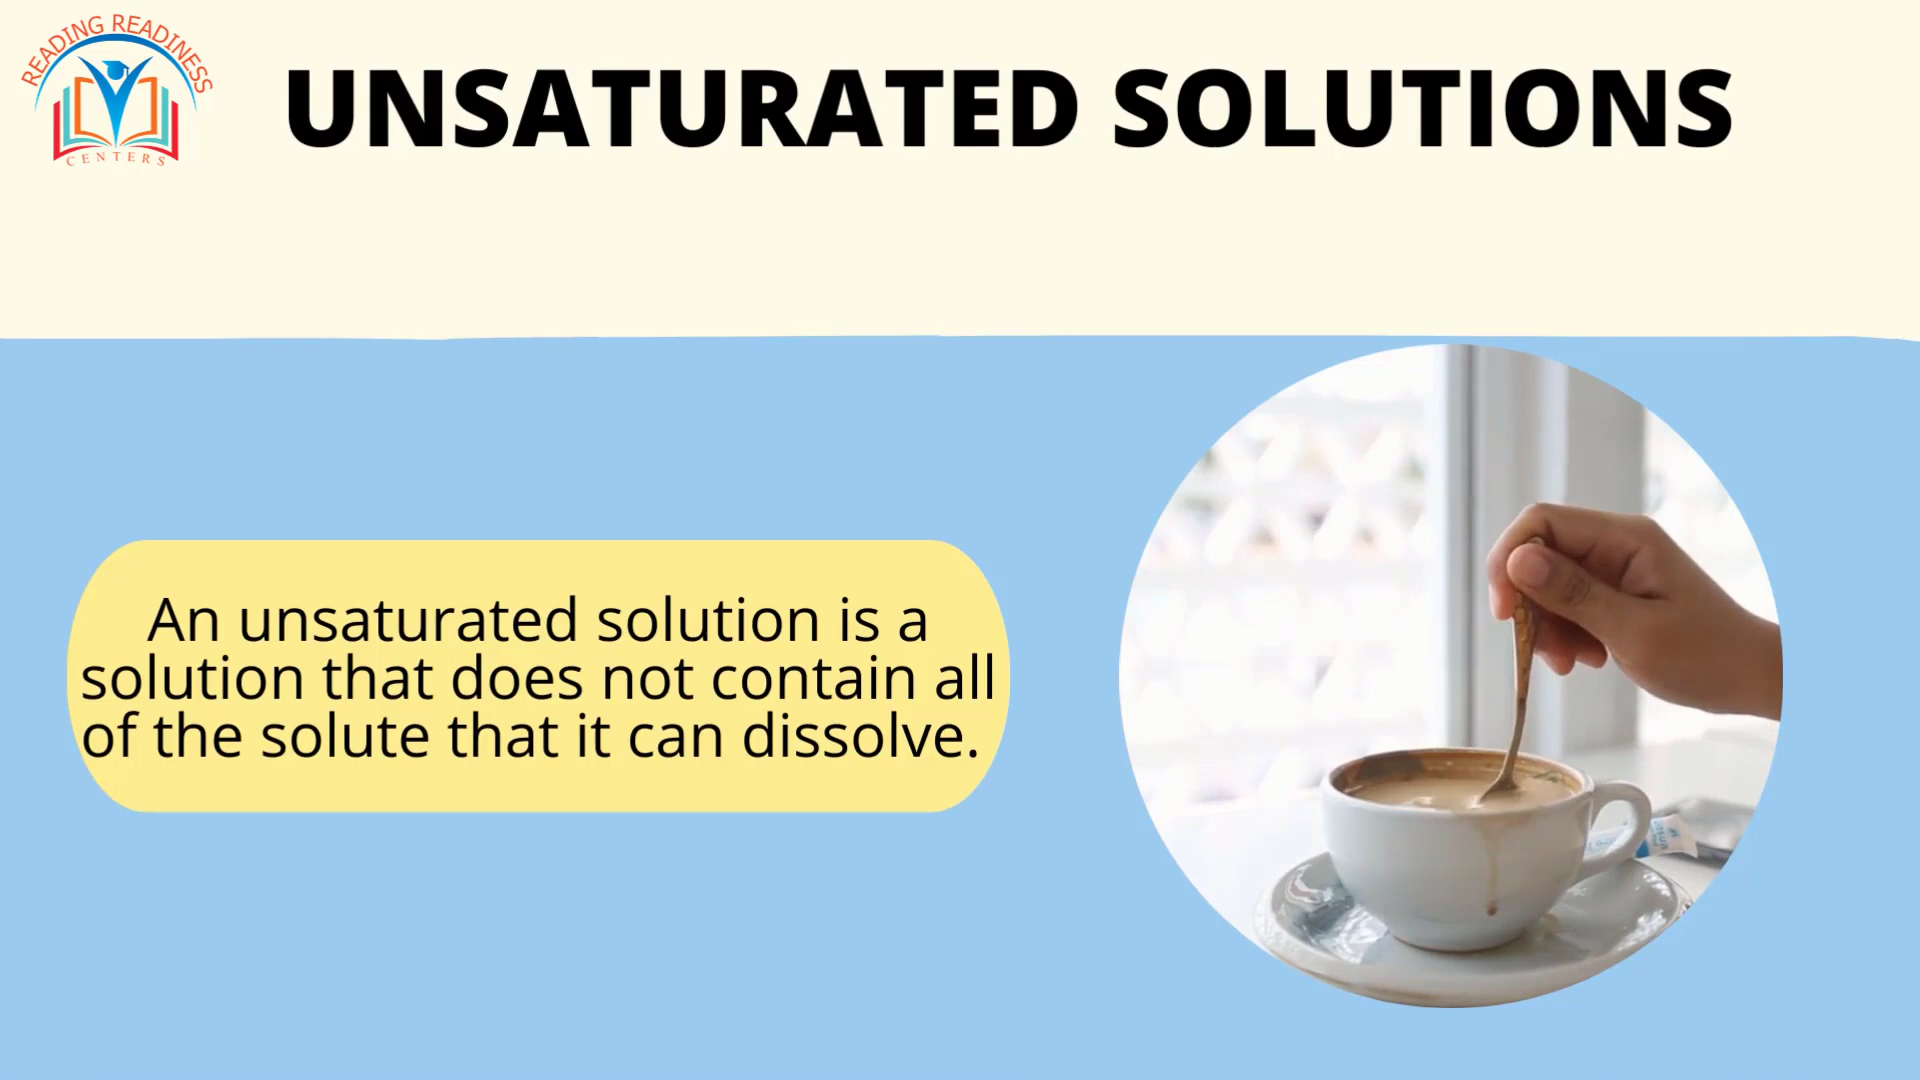 READING READINESS
CENTERS
UNSATURATED SOLUTIONS
An unsaturated solution is a
solution that does not contain all
of the solute that it can dissolve.